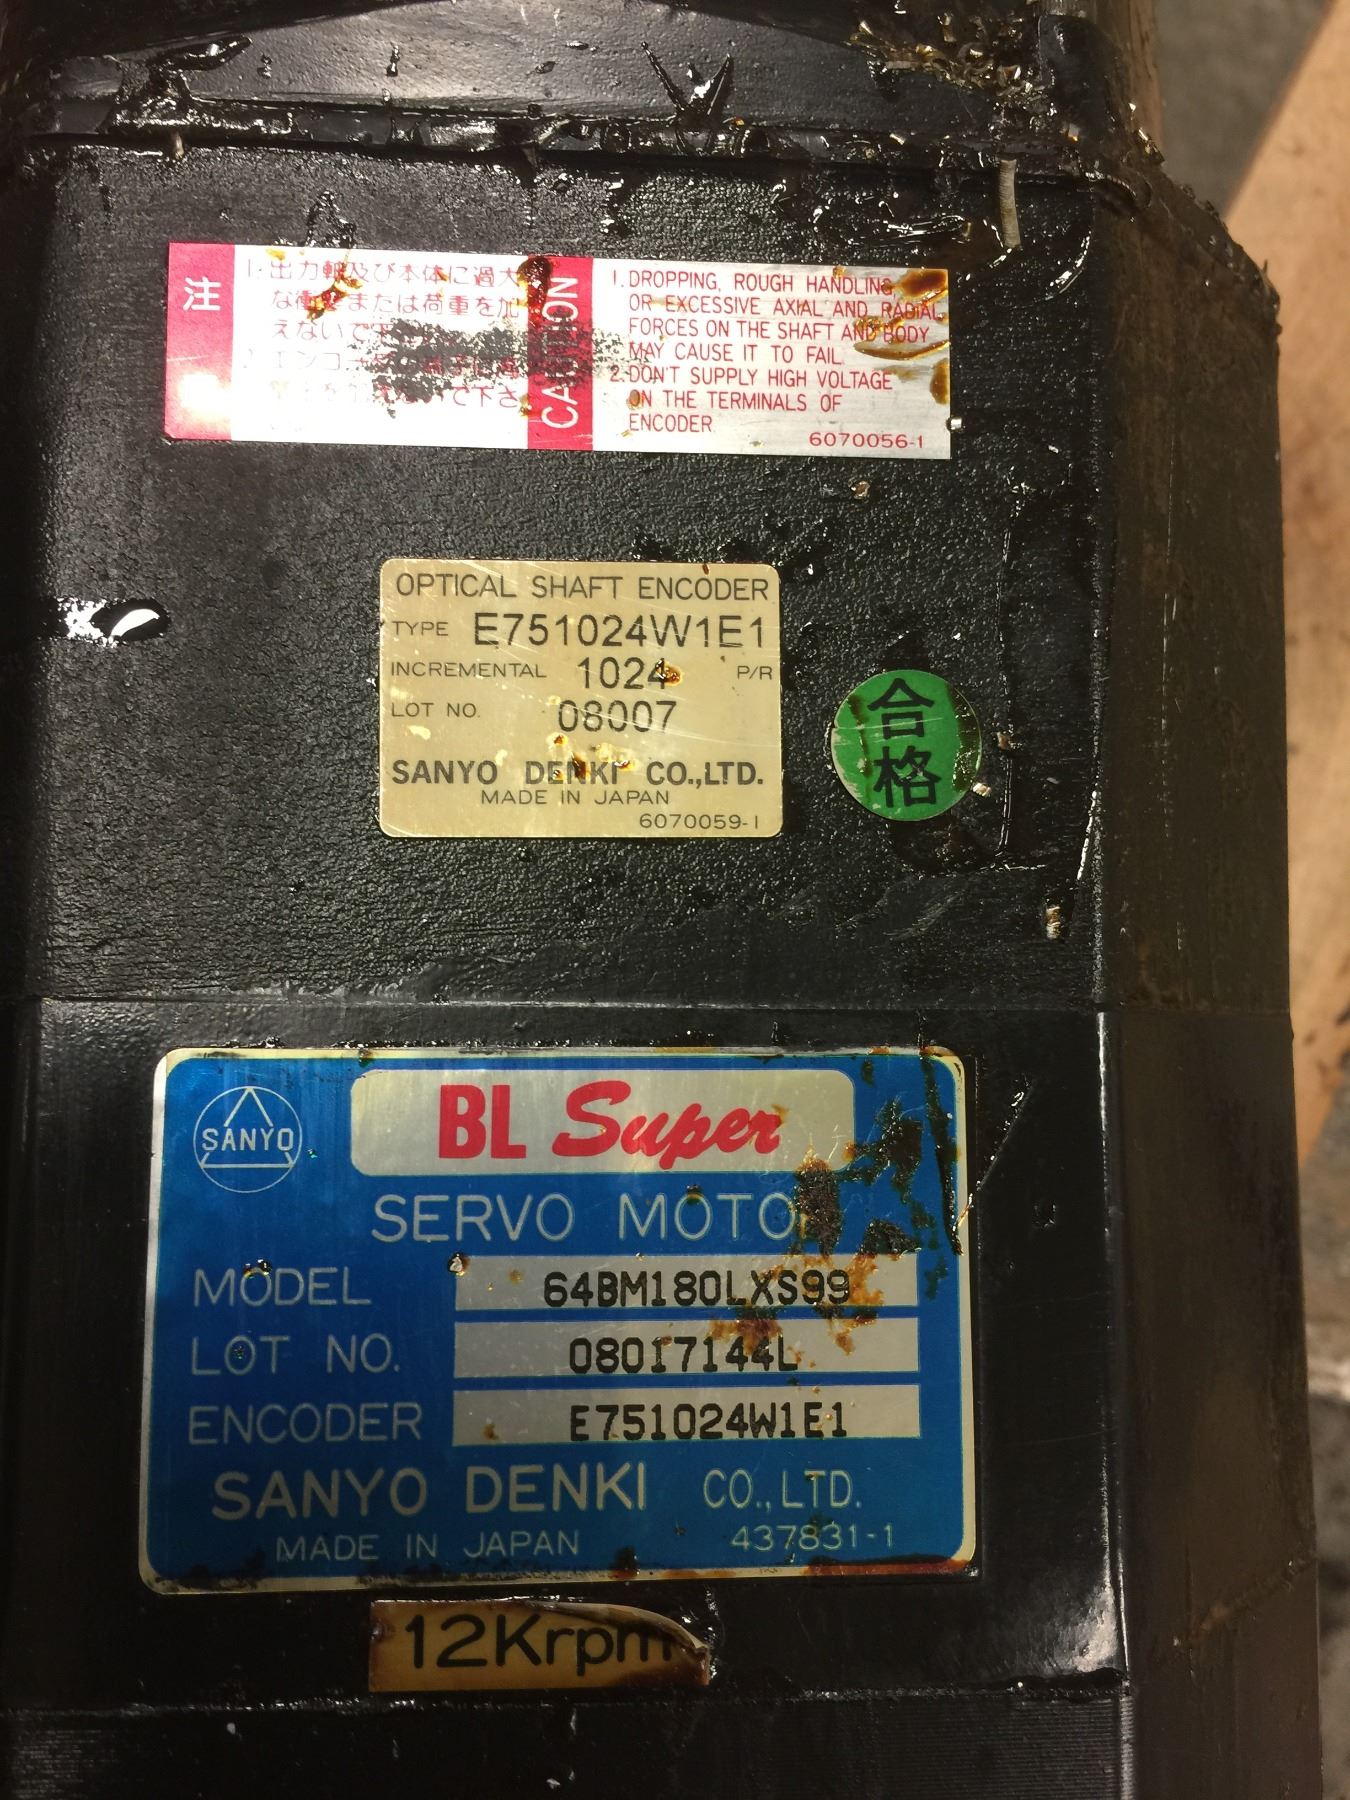 注
1. 出力軸及び本体に過大
な衝または荷重を加
えないで下
2. エンコー
で下さ
CAUTION
1. DROPPING, ROUGH HANDLING,
OR EXCESSIVE AXIAL AND RADIAL
FORCES ON THE SHAFT AND BODY
MAY CAUSE IT TO FAIL.
2. DON'T SUPPLY HIGH VOLTAGE
ON THE TERMINALS OF
ENCODER.
6070056-1
OPTICAL SHAFT ENCODER
TYPE E751024W1E1
INCREMENTAL 1024 P/R
LOT NO. 08007
SANYO DENKI CO.,LTD.
MADE IN JAPAN
6070059-1
合格
SANYO
BL Super
SERVO MOTO
MODEL 64BM180LXS99
LOT NO. 08017144L
ENCODER E751024W1E1
SANYO DENKI CO.,LTD.
MADE IN JAPAN 437831-1
12Krpm